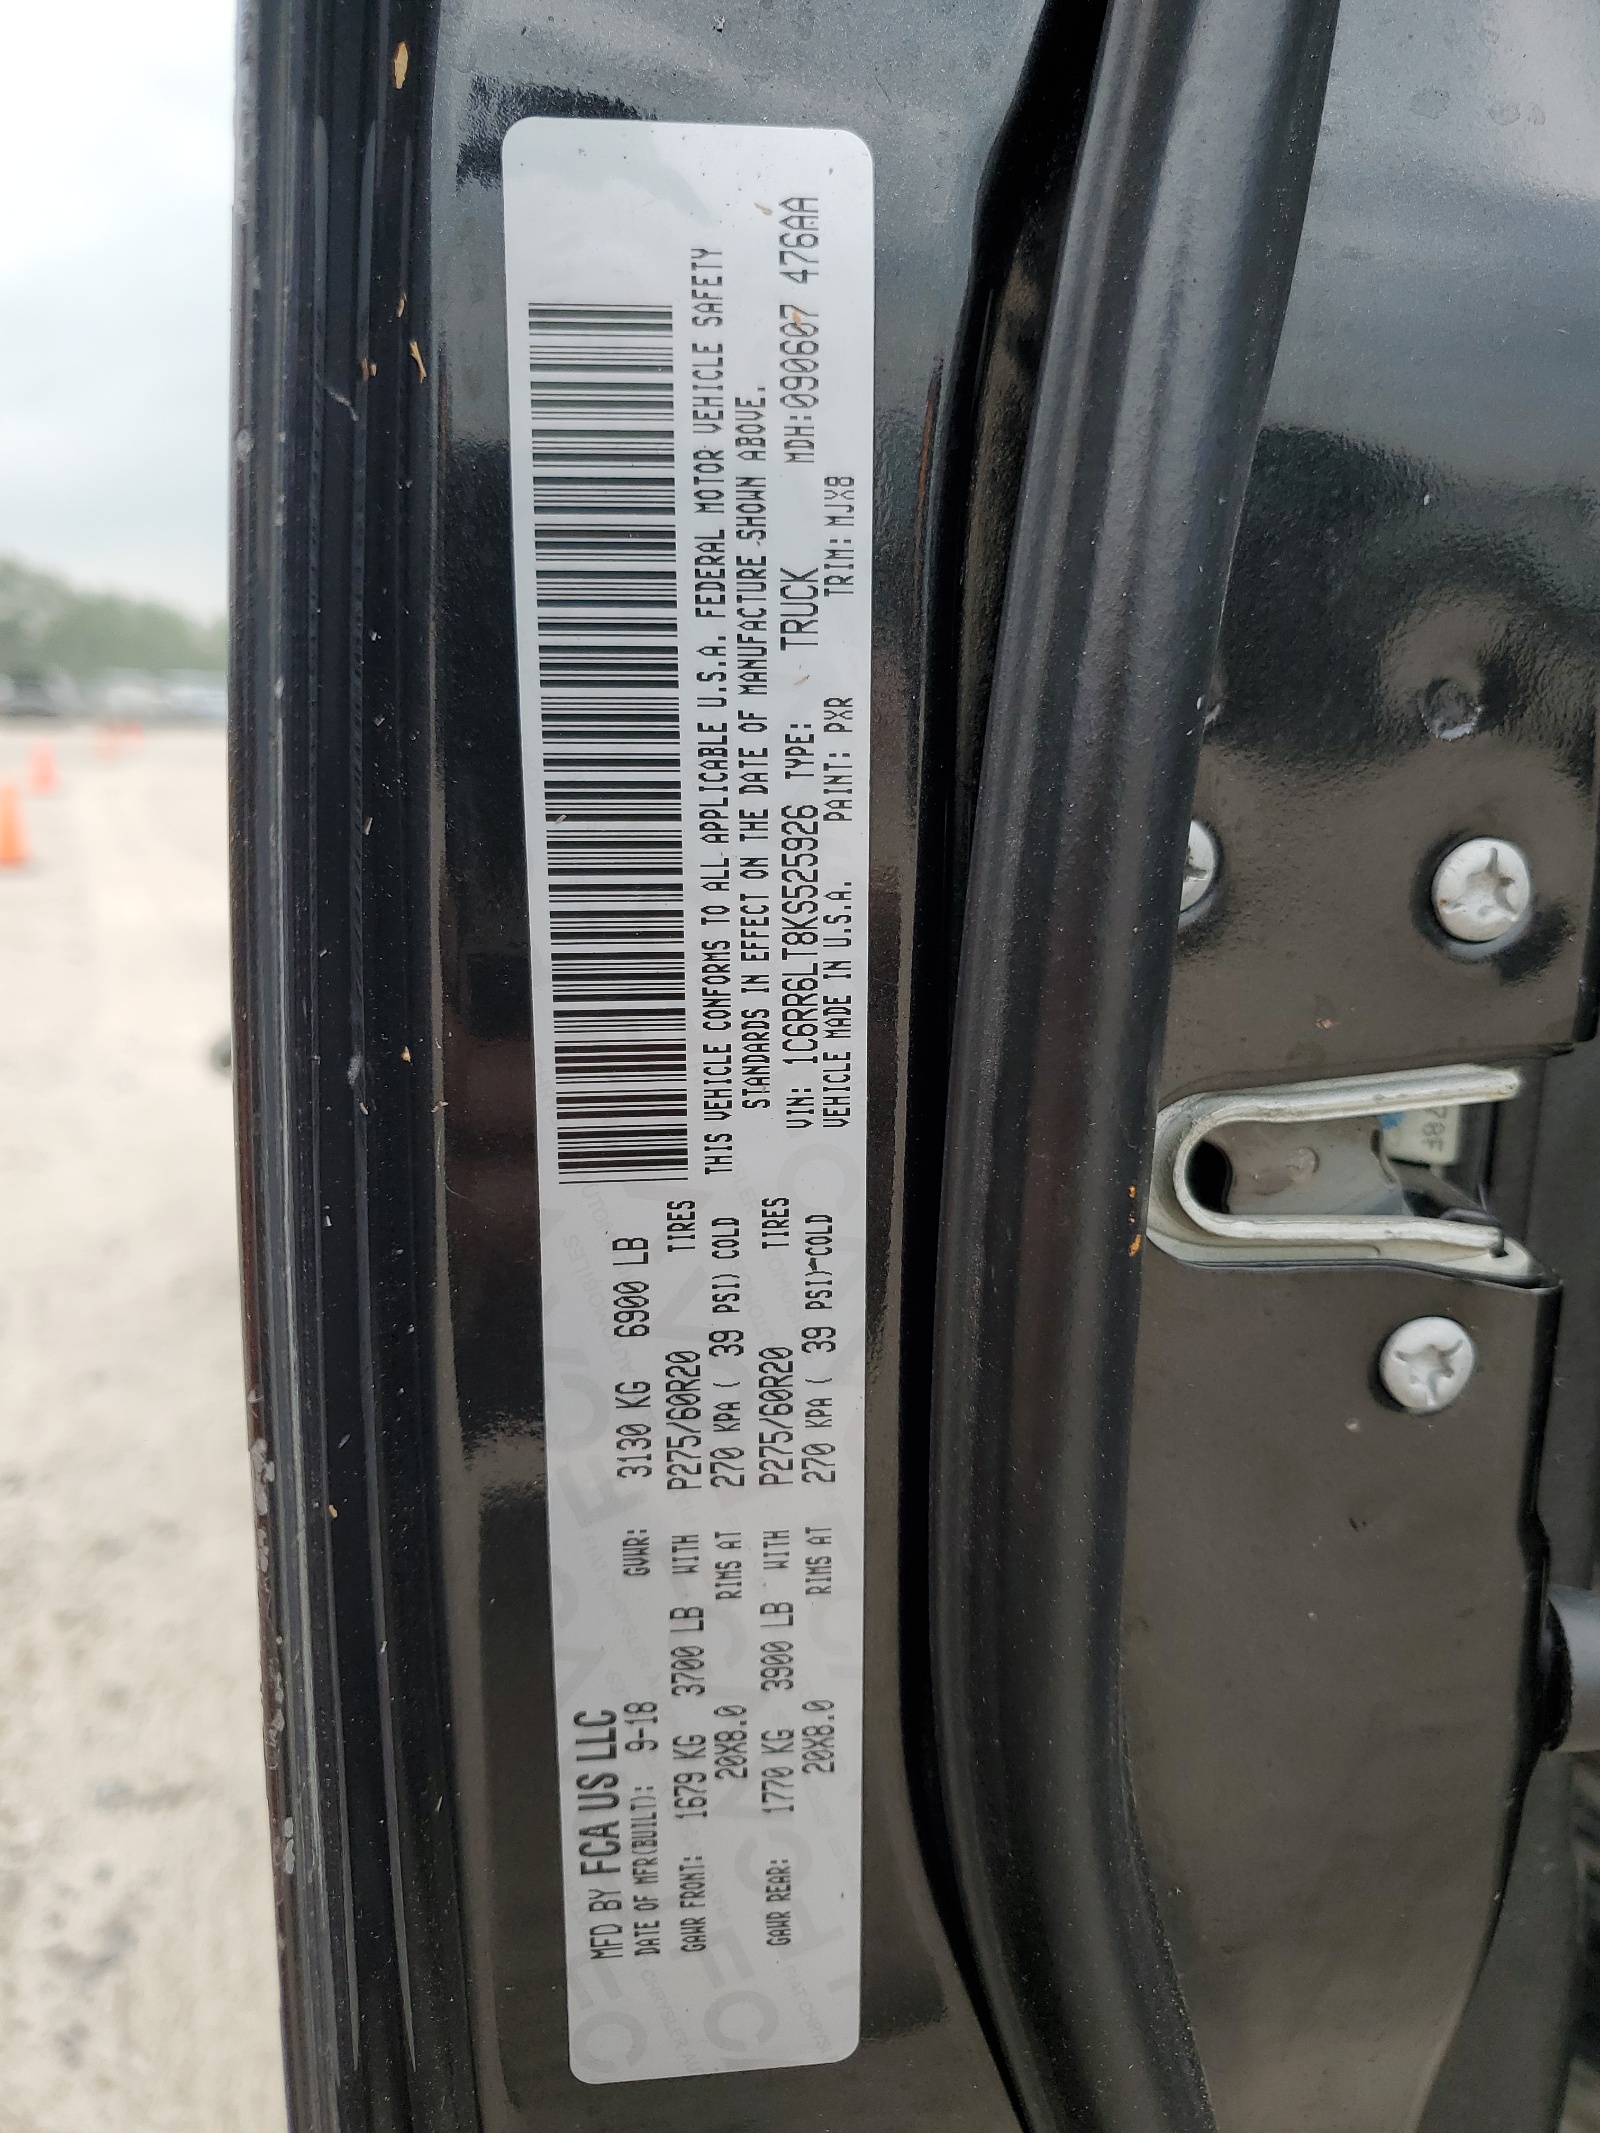 MFD BY FCA US LLC
DATE OF MFR(BUILT): 9-18 GVWR: 3130 KG 6900 LB
GAWR FRONT: 1679 KG 3700 LB WITH P275/60R20 TIRES
20X8.0 RIMS AT 270 KPA ( 39 PSI) COLD
GAWR REAR: 1770 KG 3900 LB WITH P275/60R20 TIRES
20X8.0 RIMS AT 270 KPA ( 39 PSI) COLD
THIS VEHICLE CONFORMS TO ALL APPLICABLE U.S.A. FEDERAL MOTOR VEHICLE SAFETY
STANDARDS IN EFFECT ON THE DATE OF MANUFACTURE SHOWN ABOVE.
VIN: 1C6RR6LT8KS525926 TYPE: TRUCK MDH:090607 476AA
VEHICLE MADE IN U.S.A. PAINT: PXR TRIM: MJX8